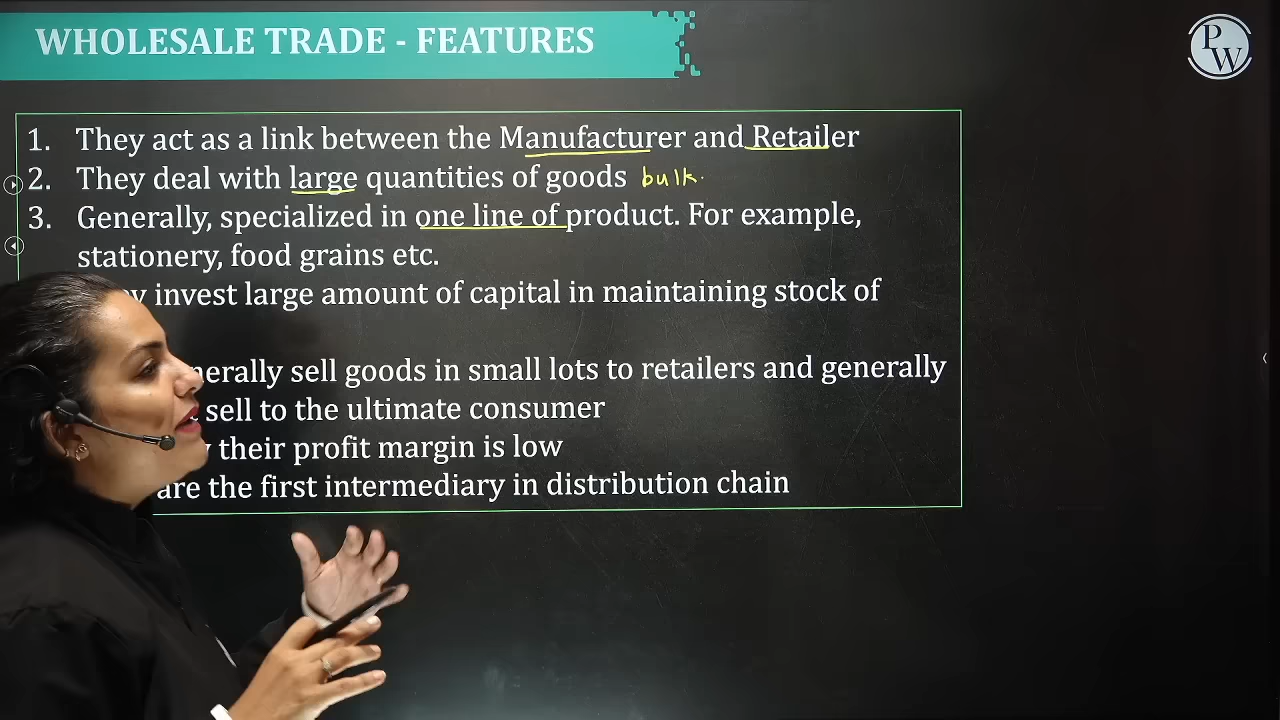 WHOLESALE TRADE - FEATURES
PW
1. They act as a link between the Manufacturer and Retailer
2. They deal with large quantities of goods bulk.
3. Generally, specialized in one line of product. For example,
stationery, food grains etc.
invest large amount of capital in maintaining stock of
sell goods in small lots to retailers and generally
sell to the ultimate consumer
their profit margin is low
are the first intermediary in distribution chain